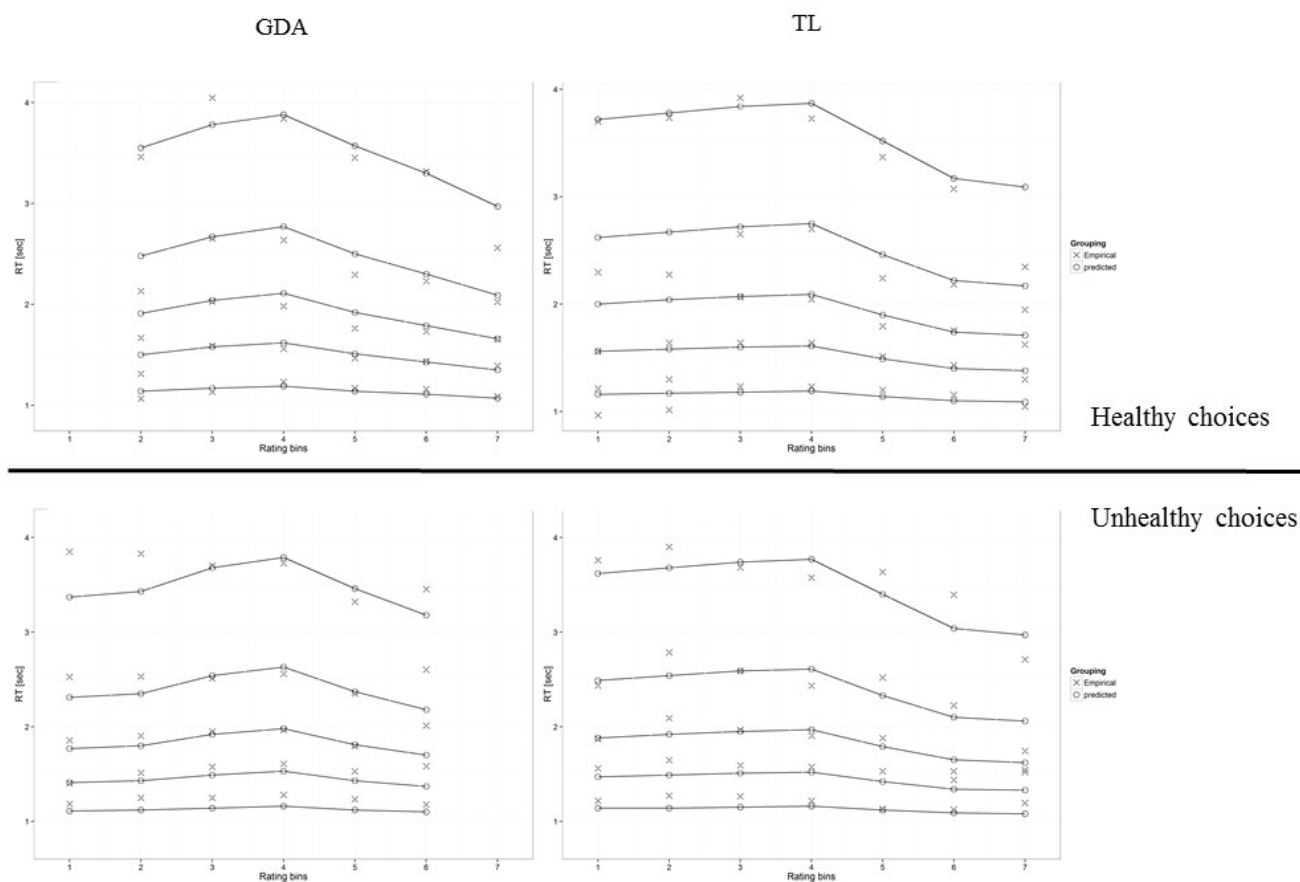 GDA
TL
4
3
2
1
RT [sec]
1 2 3 4 5 6 7
Rating bins
4
3
2
1
RT [sec]
1 2 3 4 5 6 7
Rating bins
Grouping
Empirical
predicted
Healthy choices
Unhealthy choices
4
3
2
1
RT [sec]
1 2 3 4 5 6 7
Rating bins
4
3
2
1
RT [sec]
1 2 3 4 5 6 7
Rating bins
Grouping
Empirical
predicted